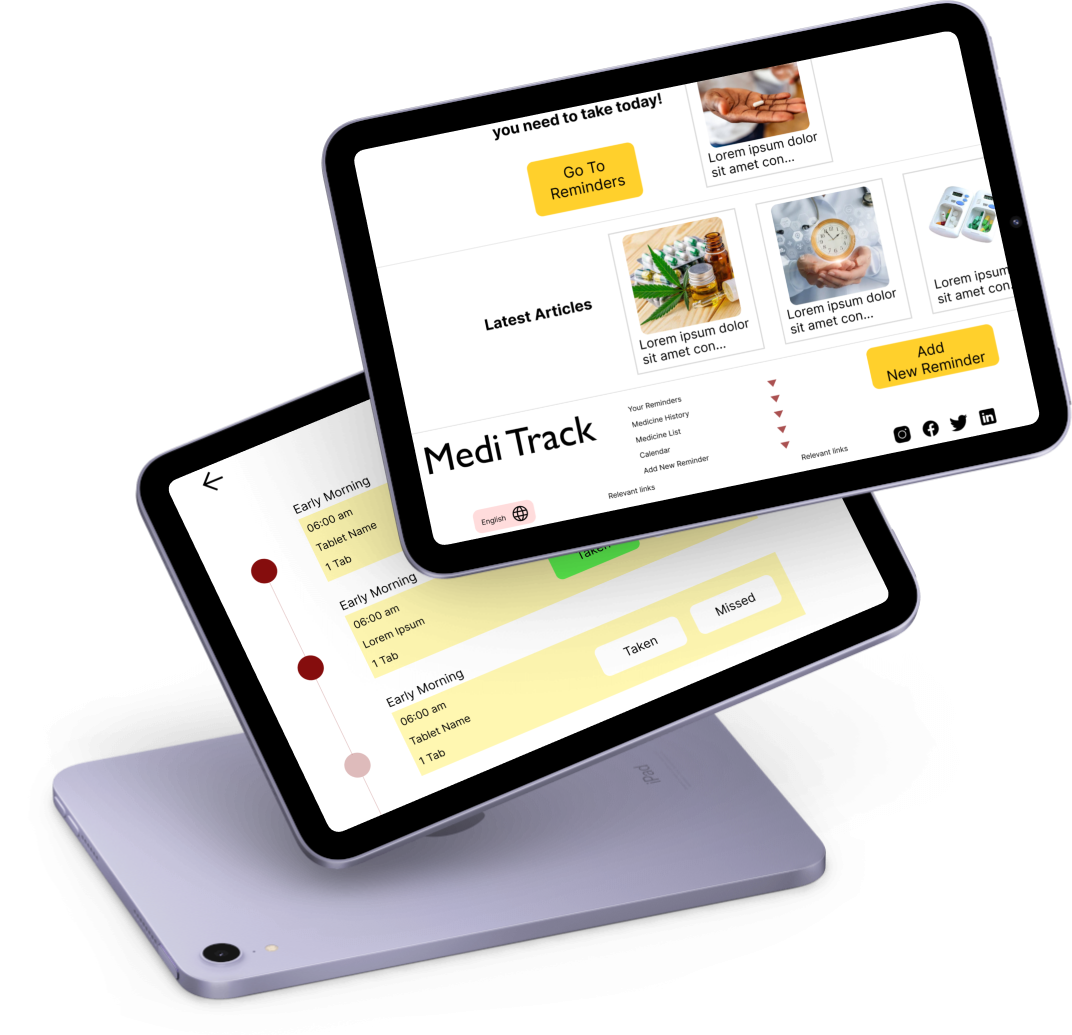 you need to take today!
Go To
Reminders
Lorem ipsum dolor
sit amet con...
Latest Articles
Lorem ipsum dolor
sit amet con...
Lorem ipsum dolor
sit amet con...
Lorem ipsum
sit amet con.
Add
New Reminder
Medi Track
Your Reminders
Medicine History
Medicine List
Calendar
Add New Reminder
Relevant links
Relevant links
English
Early Morning
06:00 am
Tablet Name
1 Tab
Early Morning
06:00 am
Lorem Ipsum
1 Tab
Taken
Early Morning
06:00 am
Tablet Name
1 Tab
Taken
Missed
iPad